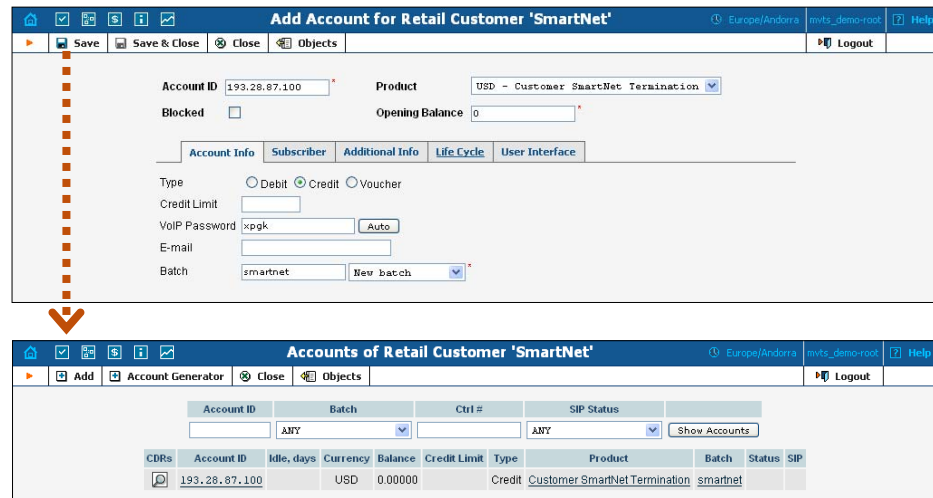 Add Account for Retail Customer 'SmartNet' Europe/Andorra mvts_demo-root ? Help
Save Save & Close Close Objects Logout
Account ID 193.28.87.100 * Product USD - Customer SmartNet Termination
Blocked Opening Balance 0 *
Account Info Subscriber Additional Info Life Cycle User Interface
Type Debit Credit Voucher
Credit Limit
VoIP Password xpgk Auto
E-mail
Batch smartnet New batch *
Accounts of Retail Customer 'SmartNet' Europe/Andorra mvts_demo-root ? Help
Add Account Generator Close Objects Logout
Account ID Batch Ctrl # SIP Status
ANY ANY Show Accounts
CDRs Account ID Idle, days Currency Balance Credit Limit Type Product Batch Status SIP
193.28.87.100 USD 0.00000 Credit Customer SmartNet Termination smartnet